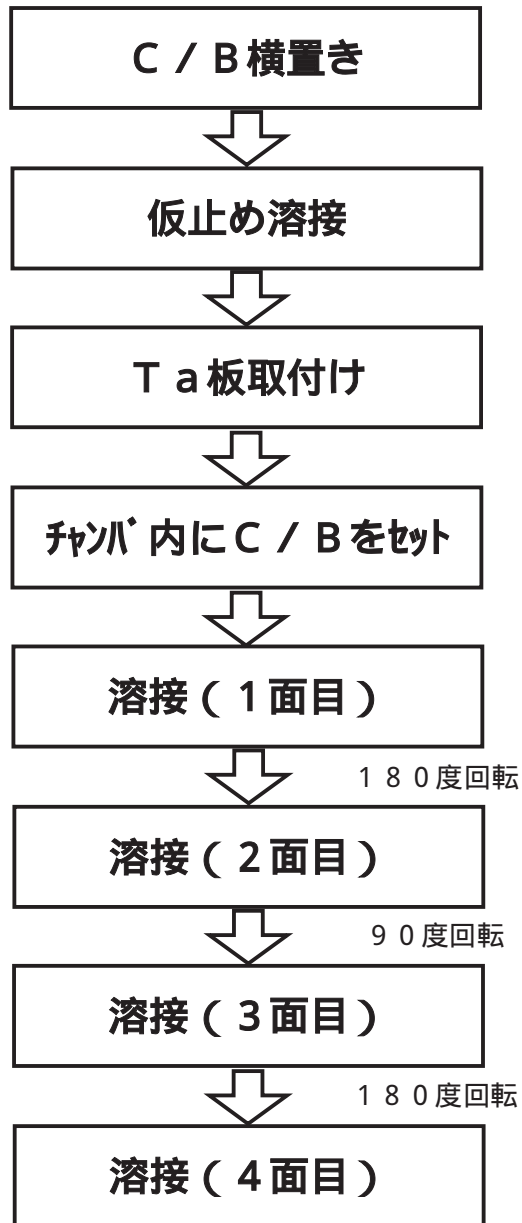 Ｃ／Ｂ横置き
仮止め溶接
Ｔａ板取付け
ﾁｬﾝﾊﾞ内にＣ／Ｂをｾｯﾄ
溶接（１面目）
１８０度回転
溶接（２面目）
９０度回転
溶接（３面目）
１８０度回転
溶接（４面目）